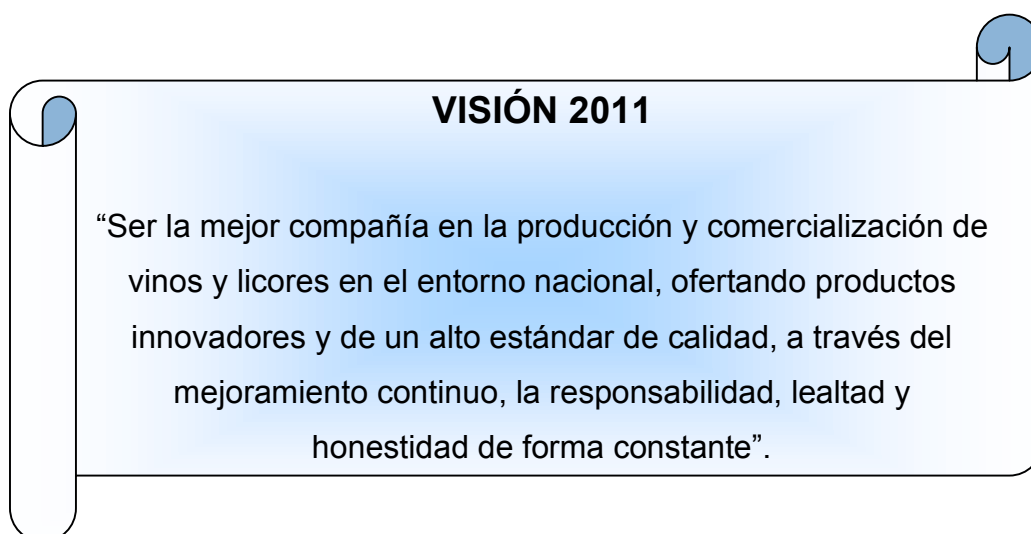 VISIÓN 2011
“Ser la mejor compañía en la producción y comercialización de
vinos y licores en el entorno nacional, ofertando productos
innovadores y de un alto estándar de calidad, a través del
mejoramiento continuo, la responsabilidad, lealtad y
honestidad de forma constante”.